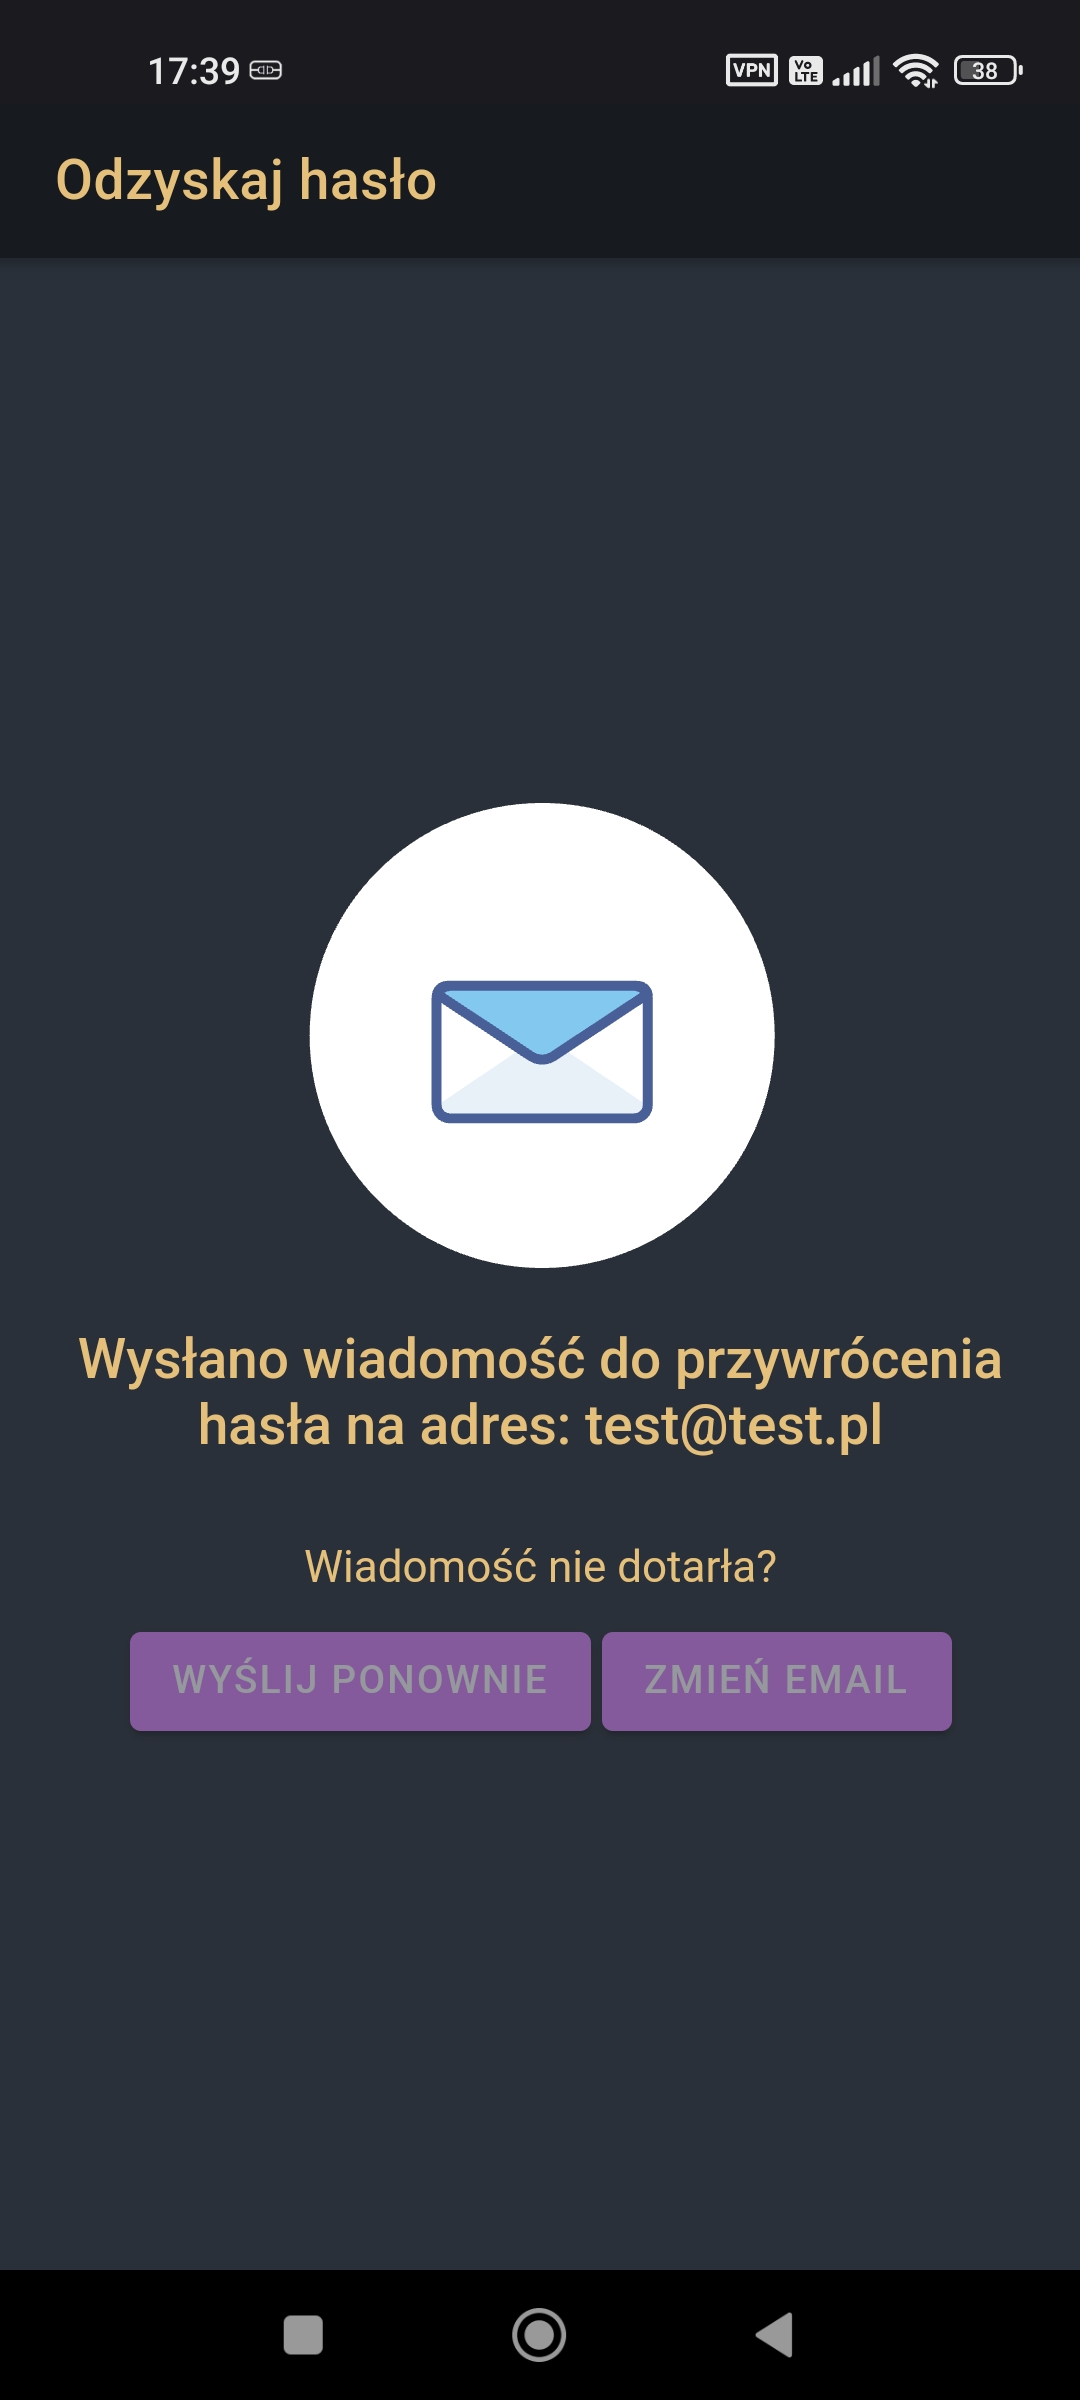 17:39
VPN
Vo
LTE
38
Odzyskaj hasło
Wysłano wiadomość do przywrócenia
hasła na adres: test@test.pl
Wiadomość nie dotarła?
WYŚLIJ PONOWNIE
ZMIEŃ EMAIL